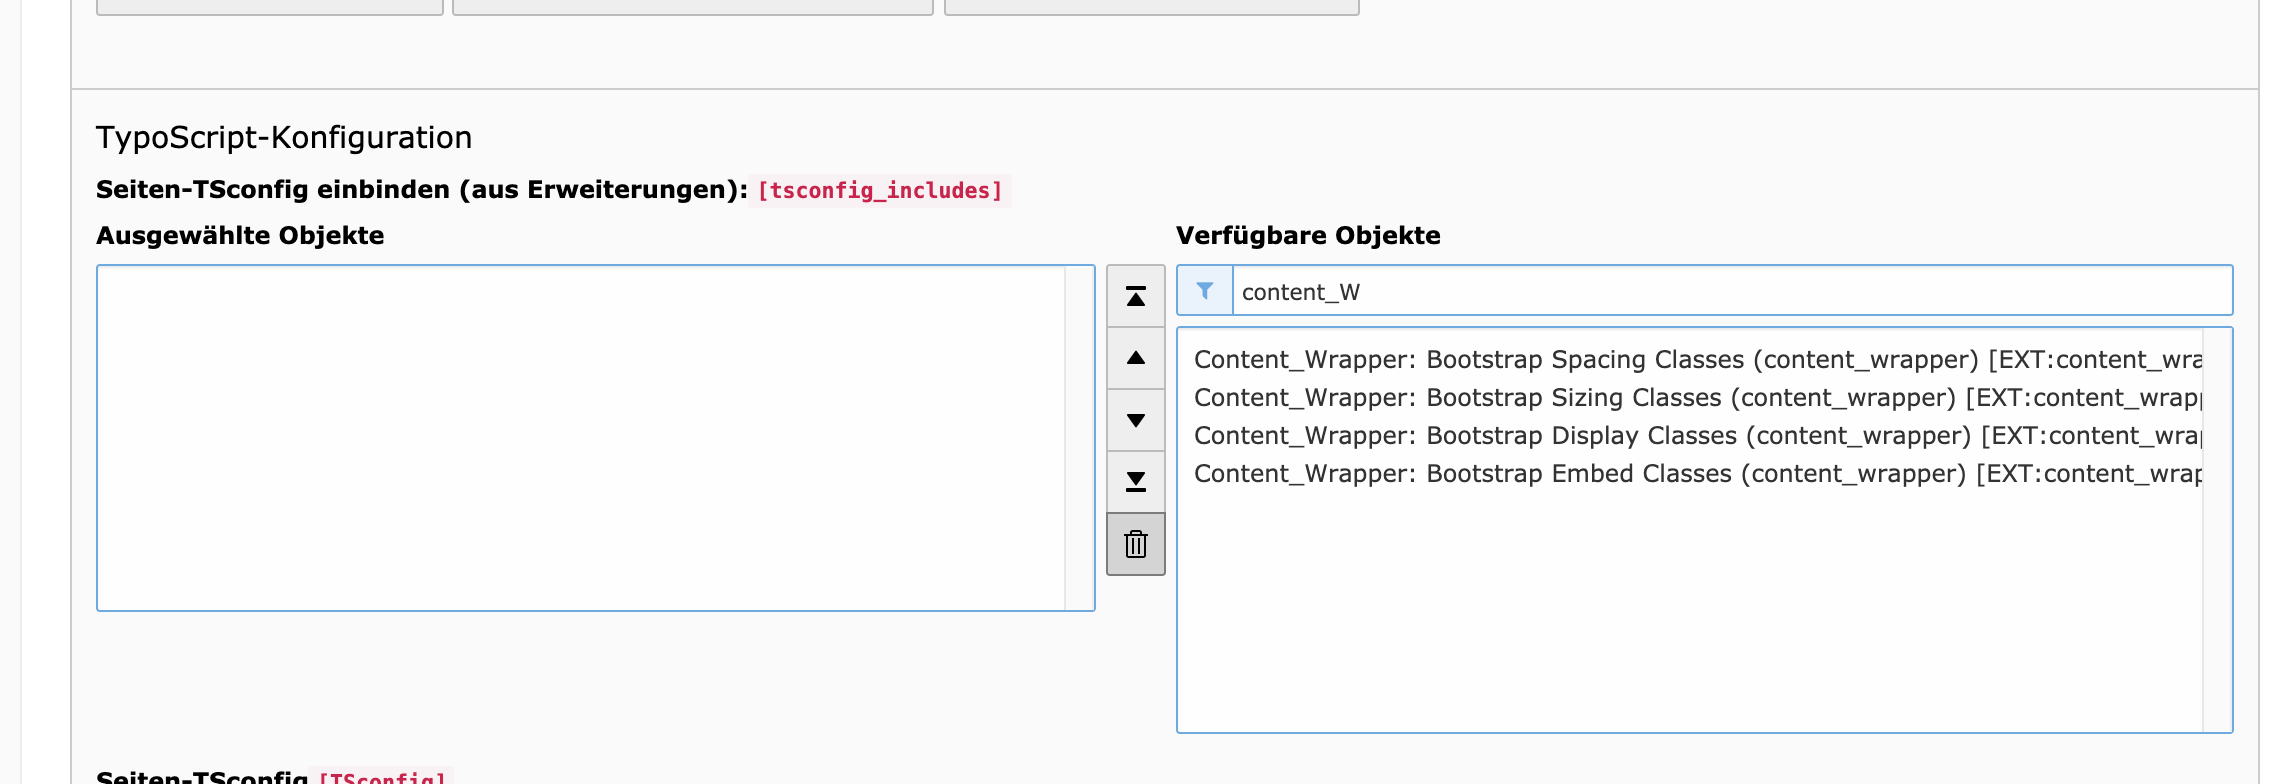 TypoScript-Konfiguration
Seiten-TSconfig einbinden (aus Erweiterungen): [tsconfig_includes]
Ausgewählte Objekte
Verfügbare Objekte
content_W
Content_Wrapper: Bootstrap Spacing Classes (content_wrapper) [EXT:content_wra
Content_Wrapper: Bootstrap Sizing Classes (content_wrapper) [EXT:content_wrapp
Content_Wrapper: Bootstrap Display Classes (content_wrapper) [EXT:content_wrap
Content_Wrapper: Bootstrap Embed Classes (content_wrapper) [EXT:content_wrap
Seiten-TSconfig [TSconfig]